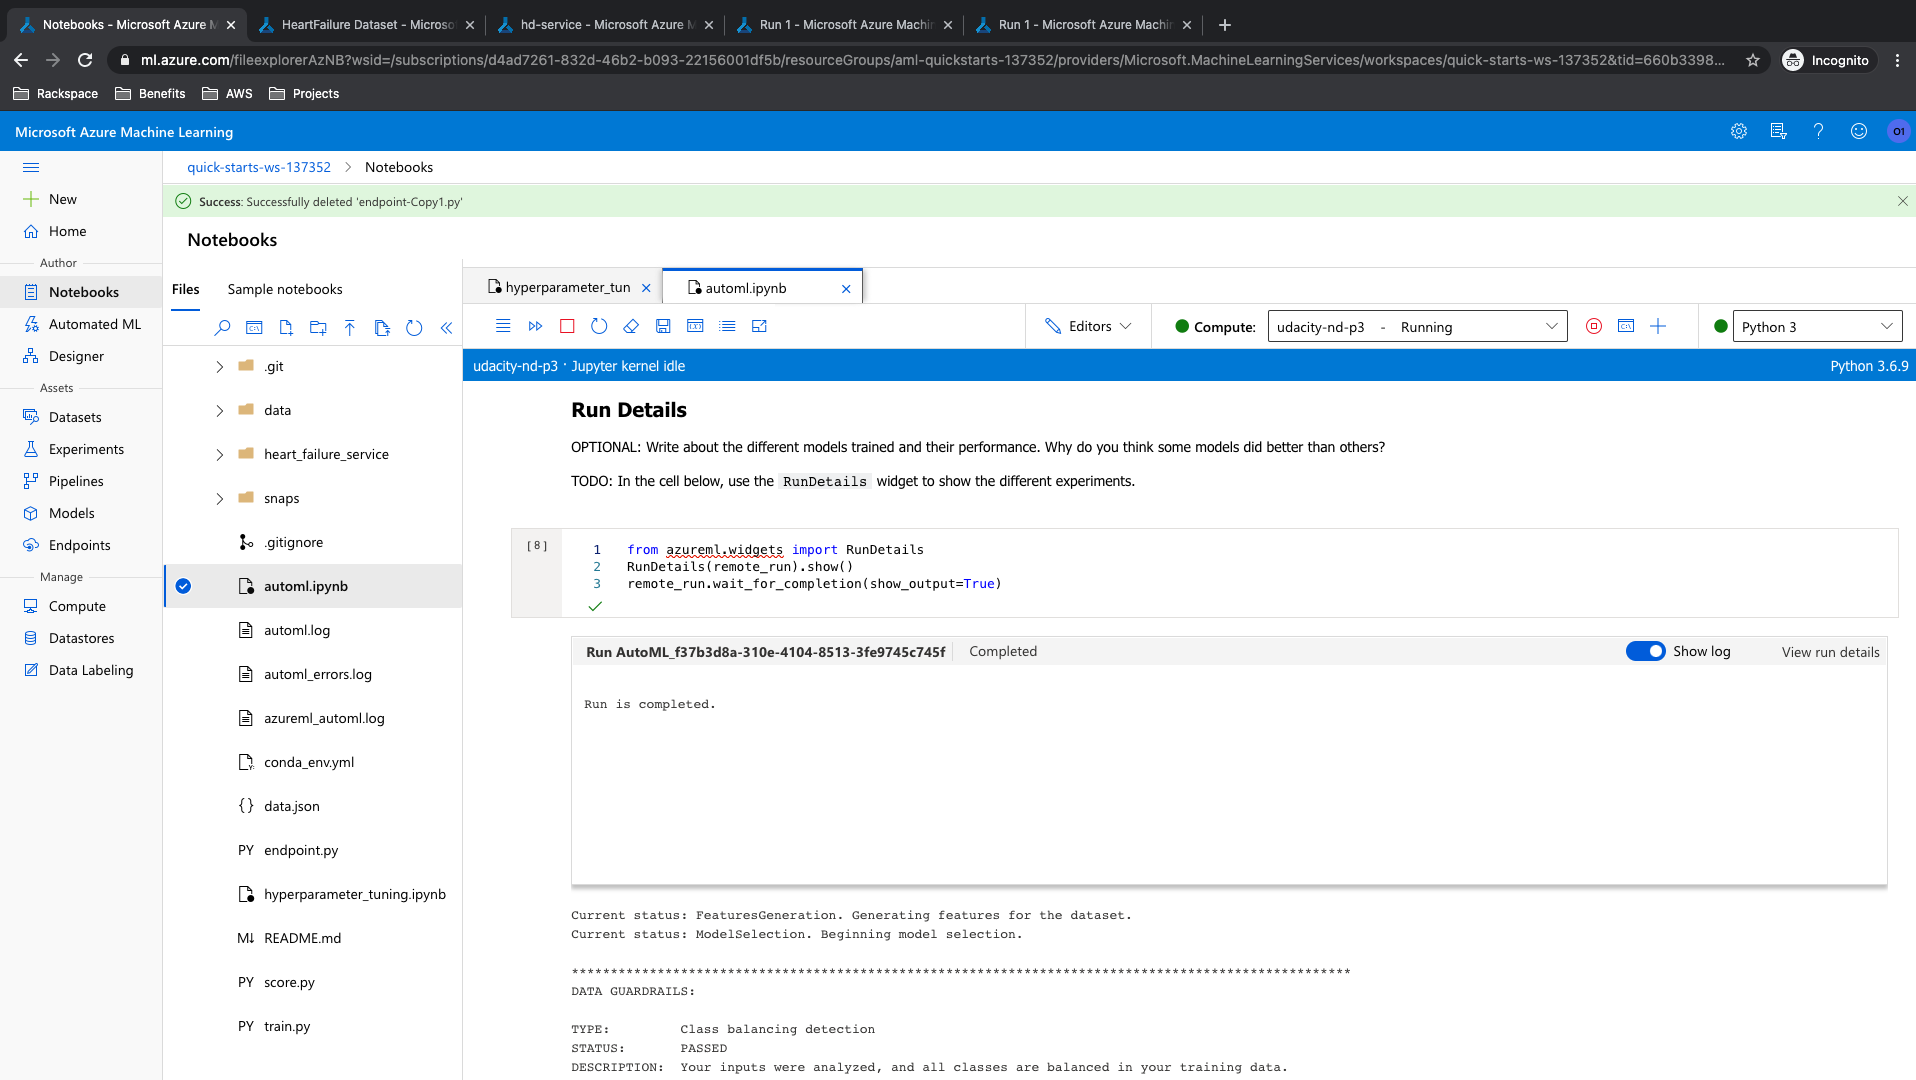 Notebooks - Microsoft Azure M
HeartFailure Dataset - Microsof
hd-service - Microsoft Azure M
Run 1 - Microsoft Azure Machin
Run 1 - Microsoft Azure Machin
ml.azure.com/fileexplorerAzNB?wsid=/subscriptions/d4ad7261-832d-46b2-b093-22156001df5b/resourceGroups/aml-quickstarts-137352/providers/Microsoft.MachineLearningServices/workspaces/quick-starts-ws-137352&tid=660b3398...
Incognito
Rackspace
Benefits
AWS
Projects
Microsoft Azure Machine Learning
O1
quick-starts-ws-137352 > Notebooks
Success: Successfully deleted 'endpoint-Copy1.py'
New
Home
Author
Notebooks
Automated ML
Designer
Assets
Datasets
Experiments
Pipelines
Models
Endpoints
Manage
Compute
Datastores
Data Labeling
Notebooks
Files
Sample notebooks
.git
data
heart_failure_service
snaps
.gitignore
automl.ipynb
automl.log
automl_errors.log
azureml_automl.log
conda_env.yml
{} data.json
PY endpoint.py
hyperparameter_tuning.ipynb
M↓ README.md
PY score.py
PY train.py
hyperparameter_tun
automl.ipynb
Editors
Compute:
udacity-nd-p3 - Running
Python 3
udacity-nd-p3 · Jupyter kernel idle
Python 3.6.9
Run Details
OPTIONAL: Write about the different models trained and their performance. Why do you think some models did better than others?
TODO: In the cell below, use the RunDetails widget to show the different experiments.
[8]
1 from azureml.widgets import RunDetails
2 RunDetails(remote_run).show()
3 remote_run.wait_for_completion(show_output=True)
Run AutoML_f37b3d8a-310e-4104-8513-3fe9745c745f
Completed
Show log
View run details
Run is completed.
Current status: FeaturesGeneration. Generating features for the dataset.
Current status: ModelSelection. Beginning model selection.
****************************************************************************************************
DATA GUARDRAILS:
TYPE: Class balancing detection
STATUS: PASSED
DESCRIPTION: Your inputs were analyzed, and all classes are balanced in your training data.